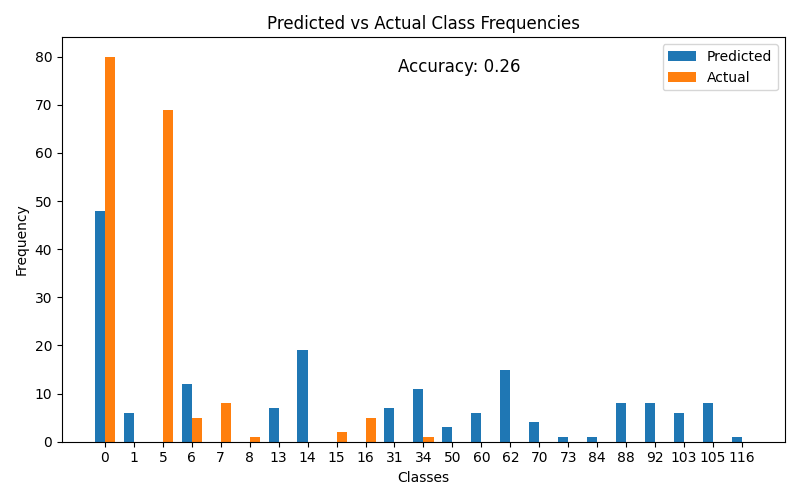 Predicted vs Actual Class Frequencies
Accuracy: 0.26
Predicted
Actual
Frequency
80
70
60
50
40
30
20
10
0
0 1 5 6 7 8 13 14 15 16 31 34 50 60 62 70 73 84 88 92 103 105 116
Classes